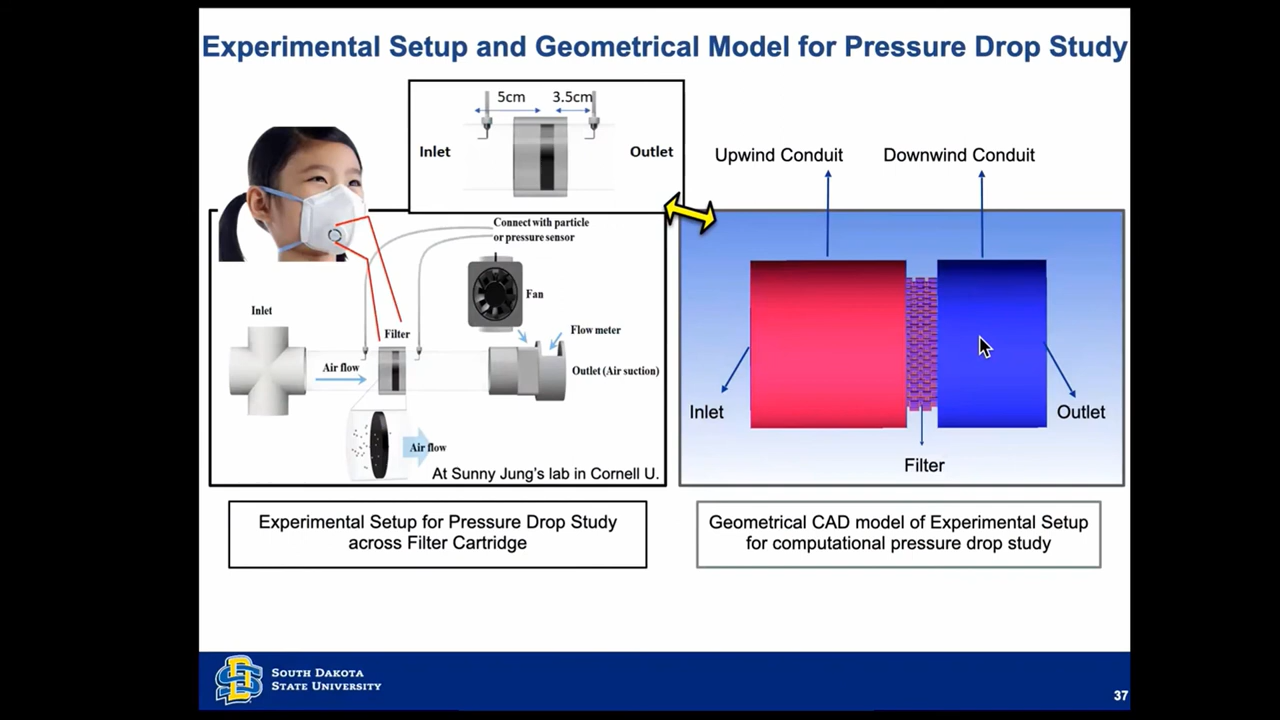 Experimental Setup and Geometrical Model for Pressure Drop Study
5cm
3.5cm
Inlet
Outlet
Connect with particle
or pressure sensor
Fan
Inlet
Flow meter
Filter
Air flow
Outlet (Air suction)
Air flow
At Sunny Jung's lab in Cornell U.
Upwind Conduit
Downwind Conduit
Inlet
Outlet
Filter
Experimental Setup for Pressure Drop Study
across Filter Cartridge
Geometrical CAD model of Experimental Setup
for computational pressure drop study
SOUTH DAKOTA
STATE UNIVERSITY
37